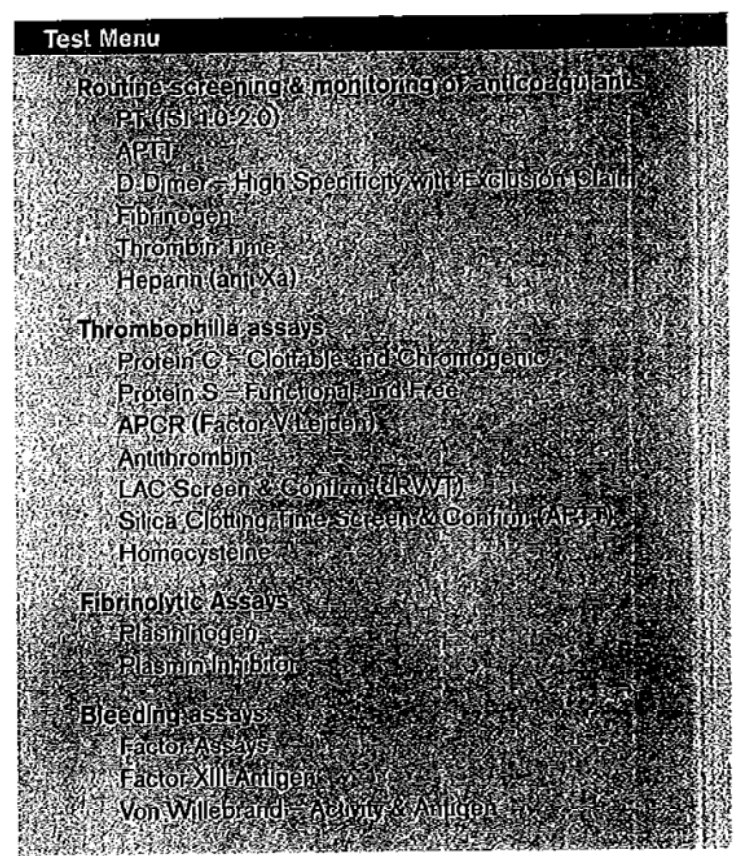 Test Menu
Routine screening & monitoring of anticoagulants
PT (ISI 1.0-2.0)
APTT
D-Dimer – High Specificity with Exclusion Claim
Fibrinogen
Thrombin Time
Heparin (anti Xa)
Thrombophilia assays
Protein C – Clottable and Chromogenic
Protein S – Functional and Free
APCR (Factor V Leiden)
Antithrombin
LAC Screen & Confirm (dRVVT)
Silica Clotting Time Screen & Confirm (APTT)
Homocysteine
Fibrinolytic Assays
Plasminogen
Plasmin Inhibitor
Bleeding assays
Factor Assays
Factor XIII Antigen
Von Willebrand – Activity & Antigen